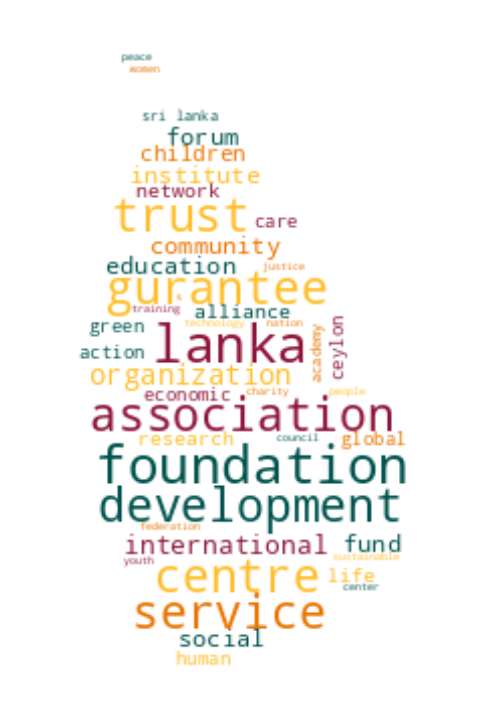 peace
women
sri lanka
forum
children
institute
network
trust care
community
education justice
gurantee
s
training alliance
green technology nation
lanka
action
academy
ceylon
organization
economic charity people
association
research council global
foundation
development
federation
international fund
youth sustainable
centre life
center
service
social
human